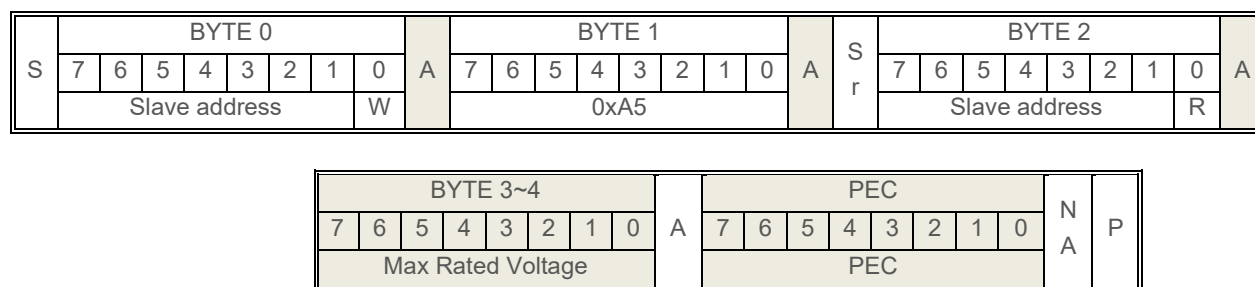 BYTE 0 BYTE 1 BYTE 2
S 7 6 5 4 3 2 1 0 A 7 6 5 4 3 2 1 0 A S r 7 6 5 4 3 2 1 0 A
Slave address W 0xA5 Slave address R
BYTE 3~4 PEC
7 6 5 4 3 2 1 0 A 7 6 5 4 3 2 1 0 N A P
Max Rated Voltage PEC